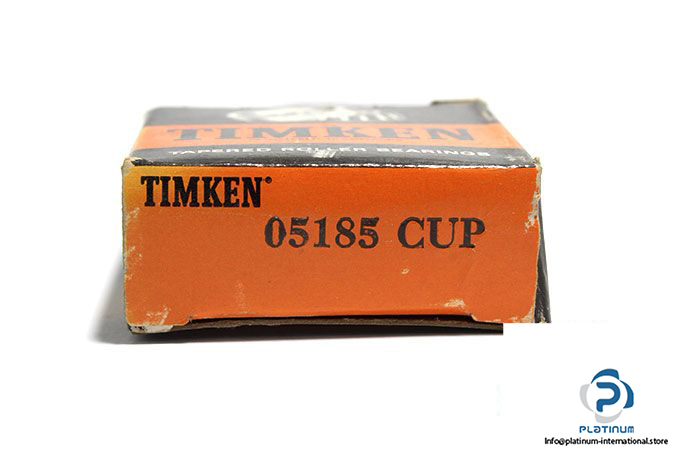 TIMKEN
TAPERED ROLLER BEARINGS
TIMKEN®
05185 CUP
PLATINUM
Info@platinum-international.store